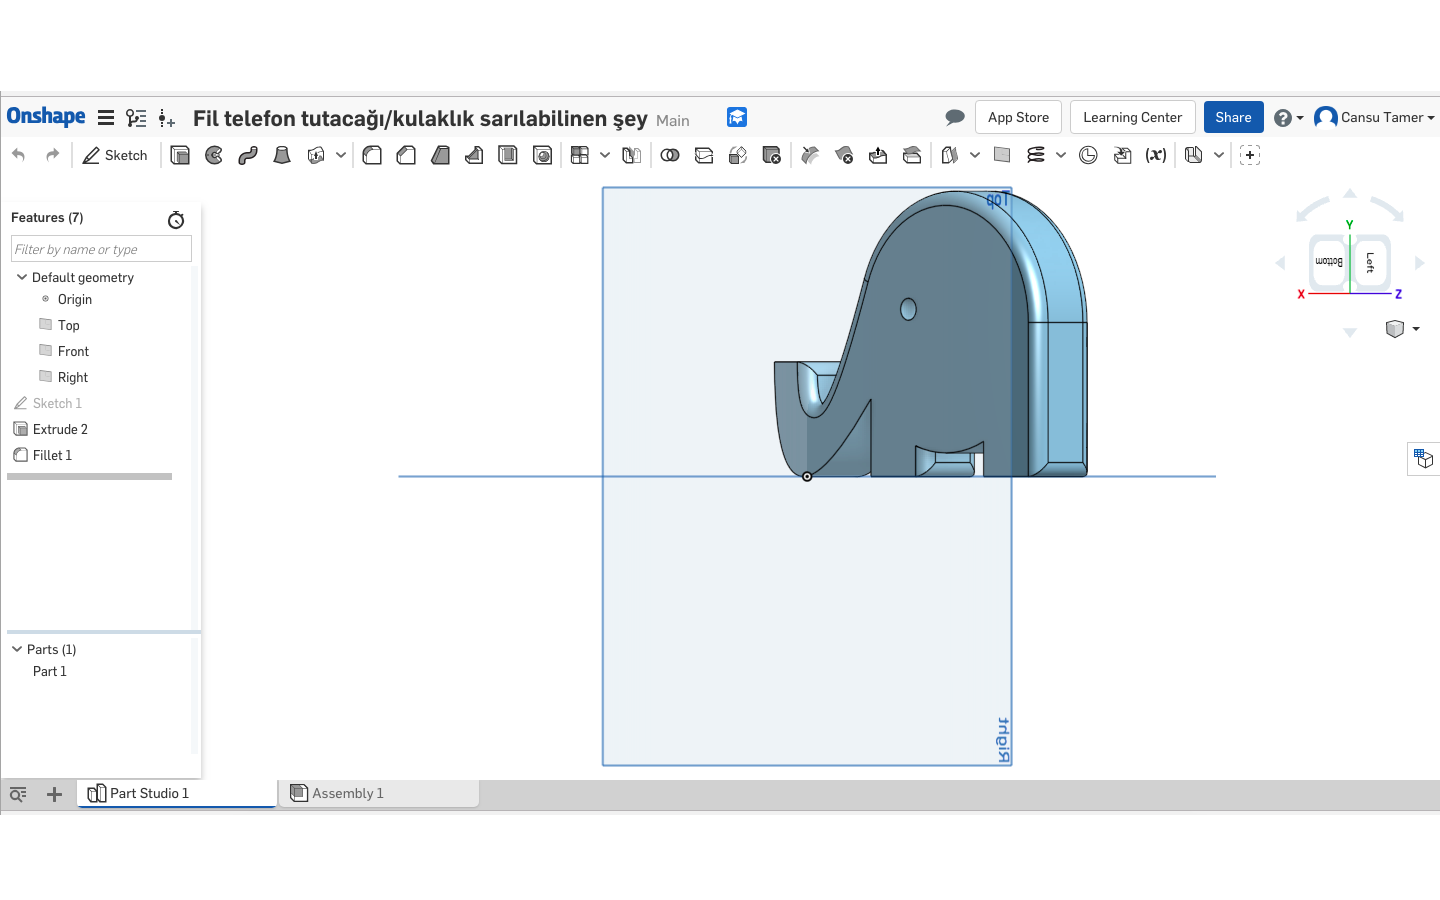 Onshape
Fil telefon tutacağı/kulaklık sarılabilinen şey Main
App Store
Learning Center
Share
Cansu Tamer
Sketch
(x)
Features (7)
Filter by name or type
Default geometry
Origin
Top
Front
Right
Sketch 1
Extrude 2
Fillet 1
Parts (1)
Part 1
Top
Right
Y
Bottom
Left
X
Z
Part Studio 1
Assembly 1